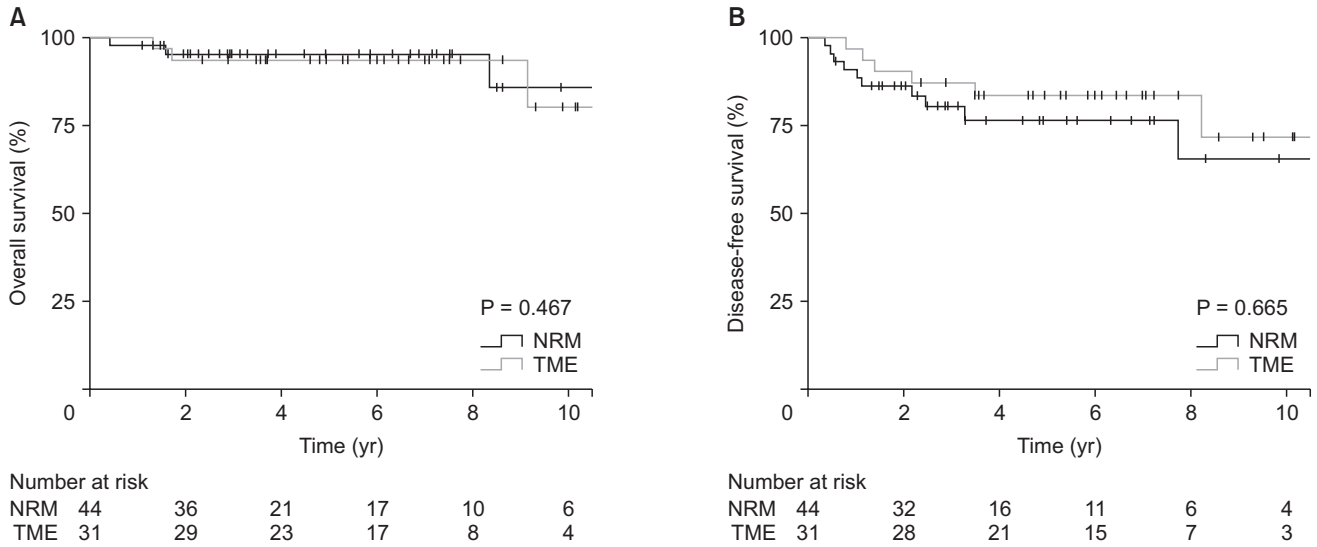 A
Overall survival (%)
100
75
50
25
0
2 4 6 8 10
Time (yr)
P = 0.467
NRM
TME
Number at risk
NRM 44 36 21 17 10 6
TME 31 29 23 17 8 4
B
Disease-free survival (%)
100
75
50
25
0
2 4 6 8 10
Time (yr)
P = 0.665
NRM
TME
Number at risk
NRM 44 32 16 11 6 4
TME 31 28 21 15 7 3